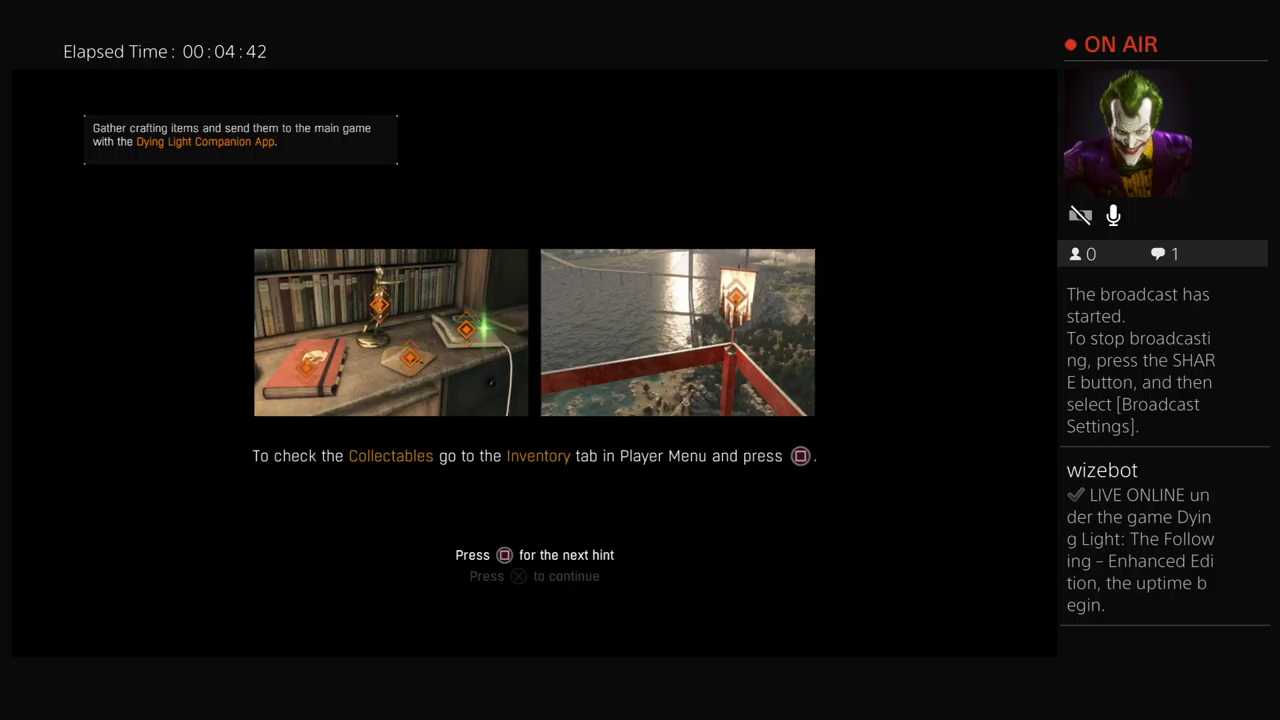 Elapsed Time: 00:04:42
ON AIR
Gather crafting items and send them to the main game
with the Dying Light Companion App.
To check the Collectables go to the Inventory tab in Player Menu and press .
Press for the next hint
Press to continue
0 1
The broadcast has
started.
To stop broadcasti
ng, press the SHAR
E button, and then
select [Broadcast
Settings].
wizebot
LIVE ONLINE un
der the game Dyin
g Light: The Follow
ing – Enhanced Edi
tion, the uptime b
egin.